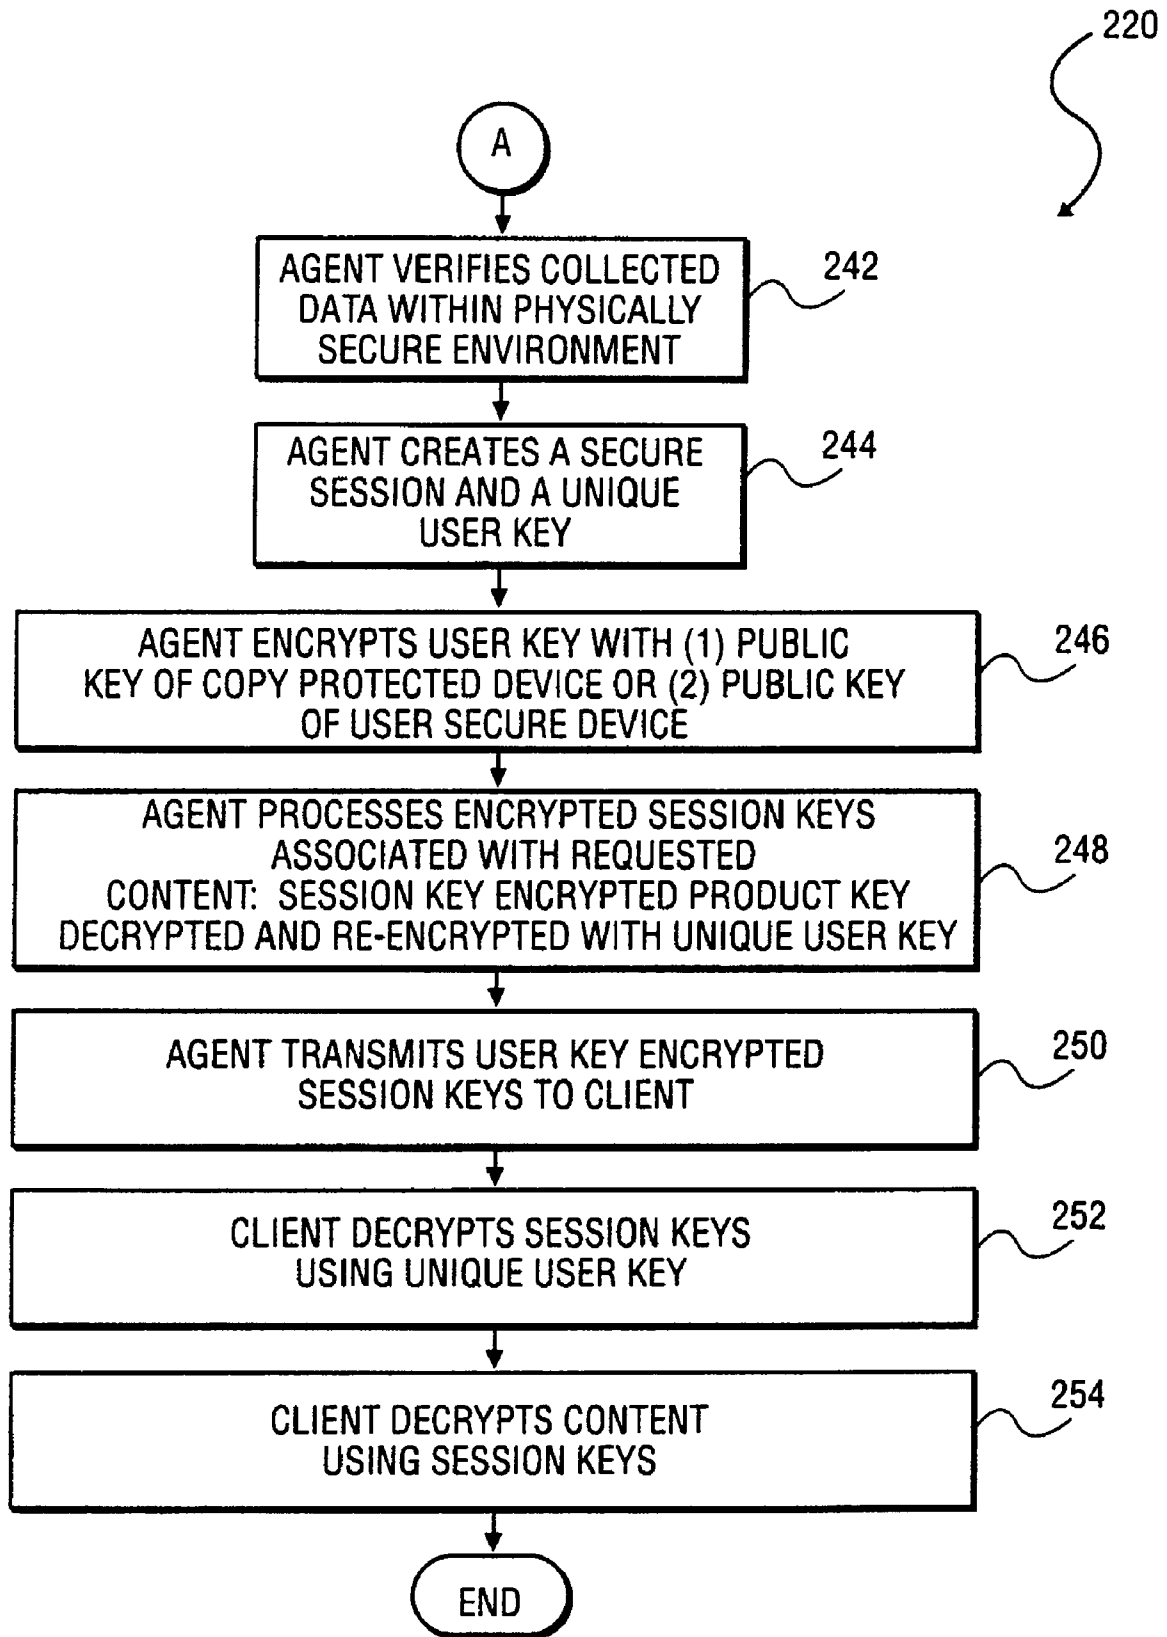 220
A
AGENT VERIFIES COLLECTED
DATA WITHIN PHYSICALLY
SECURE ENVIRONMENT
242
AGENT CREATES A SECURE
SESSION AND A UNIQUE
USER KEY
244
AGENT ENCRYPTS USER KEY WITH (1) PUBLIC
KEY OF COPY PROTECTED DEVICE OR (2) PUBLIC KEY
OF USER SECURE DEVICE
246
AGENT PROCESSES ENCRYPTED SESSION KEYS
ASSOCIATED WITH REQUESTED
CONTENT: SESSION KEY ENCRYPTED PRODUCT KEY
DECRYPTED AND RE-ENCRYPTED WITH UNIQUE USER KEY
248
AGENT TRANSMITS USER KEY ENCRYPTED
SESSION KEYS TO CLIENT
250
CLIENT DECRYPTS SESSION KEYS
USING UNIQUE USER KEY
252
CLIENT DECRYPTS CONTENT
USING SESSION KEYS
254
END